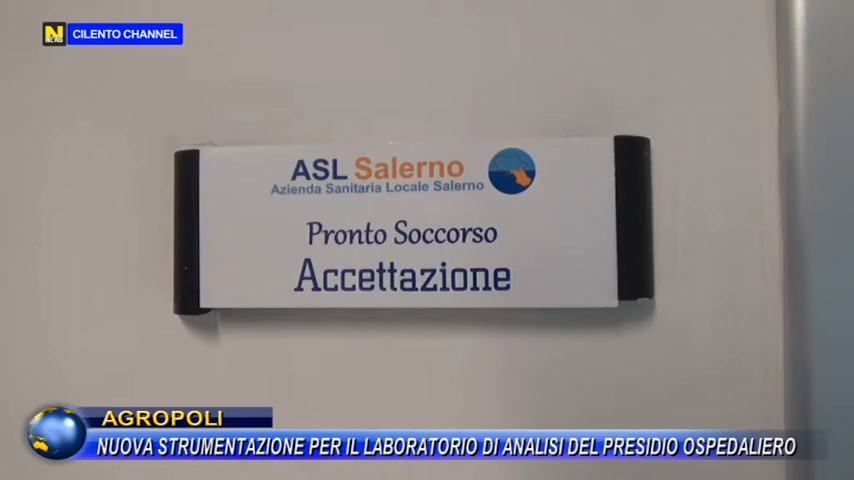 CILENTO CHANNEL
ASL Salerno
Azienda Sanitaria Locale Salerno
Pronto Soccorso
Accettazione
AGROPOLI
NUOVA STRUMENTAZIONE PER IL LABORATORIO DI ANALISI DEL PRESIDIO OSPEDALIERO